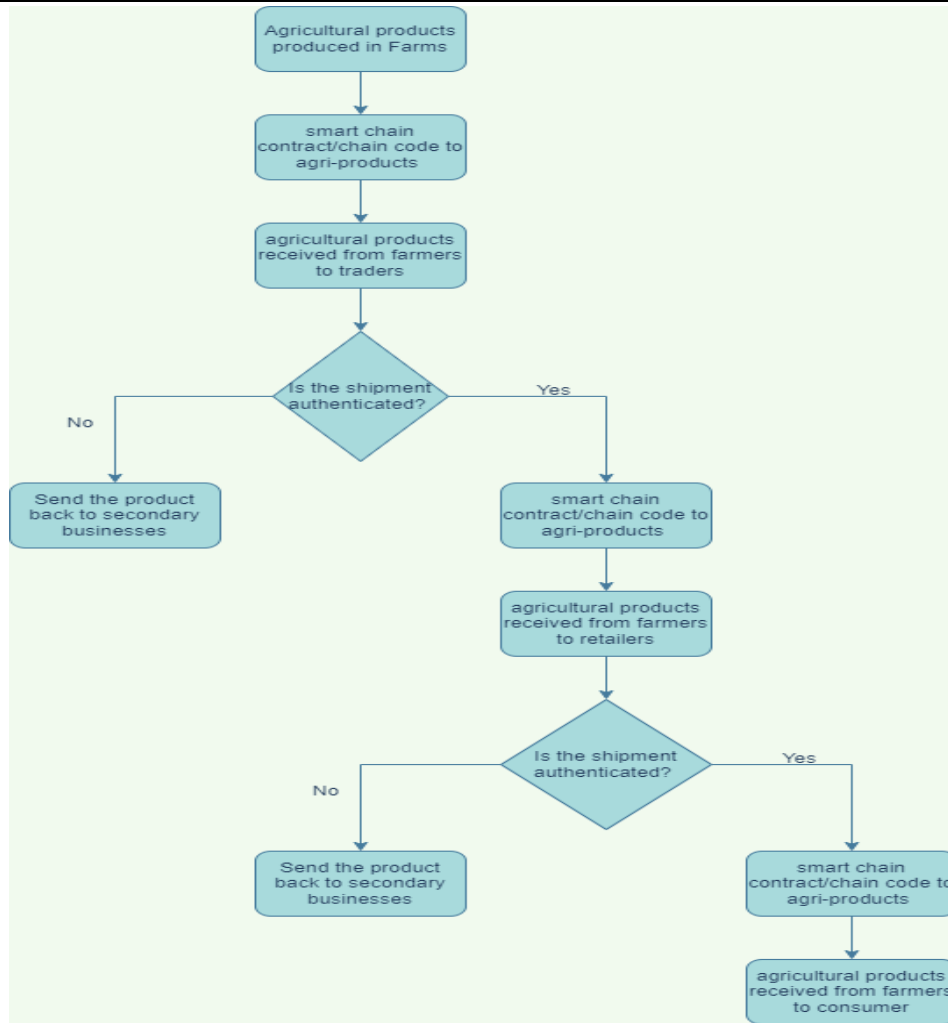 Agricultural products
produced in Farms
smart chain
contract/chain code to
agri-products
agricultural products
received from farmers
to traders
Is the shipment
authenticated?
No
Yes
Send the product
back to secondary
businesses
smart chain
contract/chain code to
agri-products
agricultural products
received from farmers
to retailers
Is the shipment
authenticated?
No
Yes
Send the product
back to secondary
businesses
smart chain
contract/chain code to
agri-products
agricultural products
received from farmers
to consumer